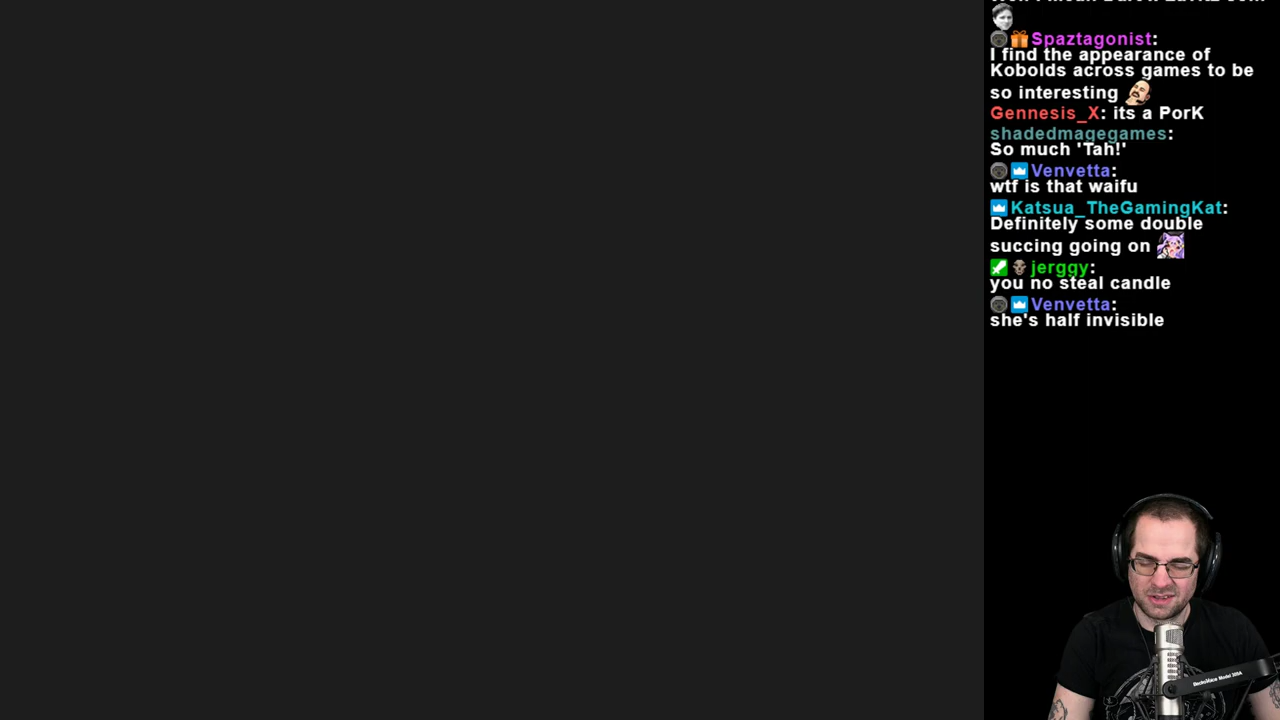 Spaztagonist:
I find the appearance of
Kobolds across games to be
so interesting
Gennesis_X: its a PorK
shadedmagegames:
So much 'Tah!'
Venvetta:
wtf is that waifu
Katsua_TheGamingKat:
Definitely some double
succing going on
jerggy:
you no steal candle
Venvetta:
she's half invisible